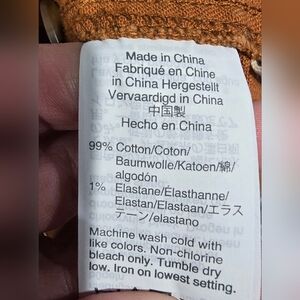 Made in China
Fabriqué en Chine
in China Hergestellt
Vervaardigd in China
中国製
Hecho en China
99% Cotton/Coton/
Baumwolle/Katoen/綿/
algodón
1% Elastane/Élasthanne/
Elastan/Elastaan/エラス
テーン/elastano
Machine wash cold with
like colors. Non-chlorine
bleach only. Tumble dry
low. Iron on lowest setting.